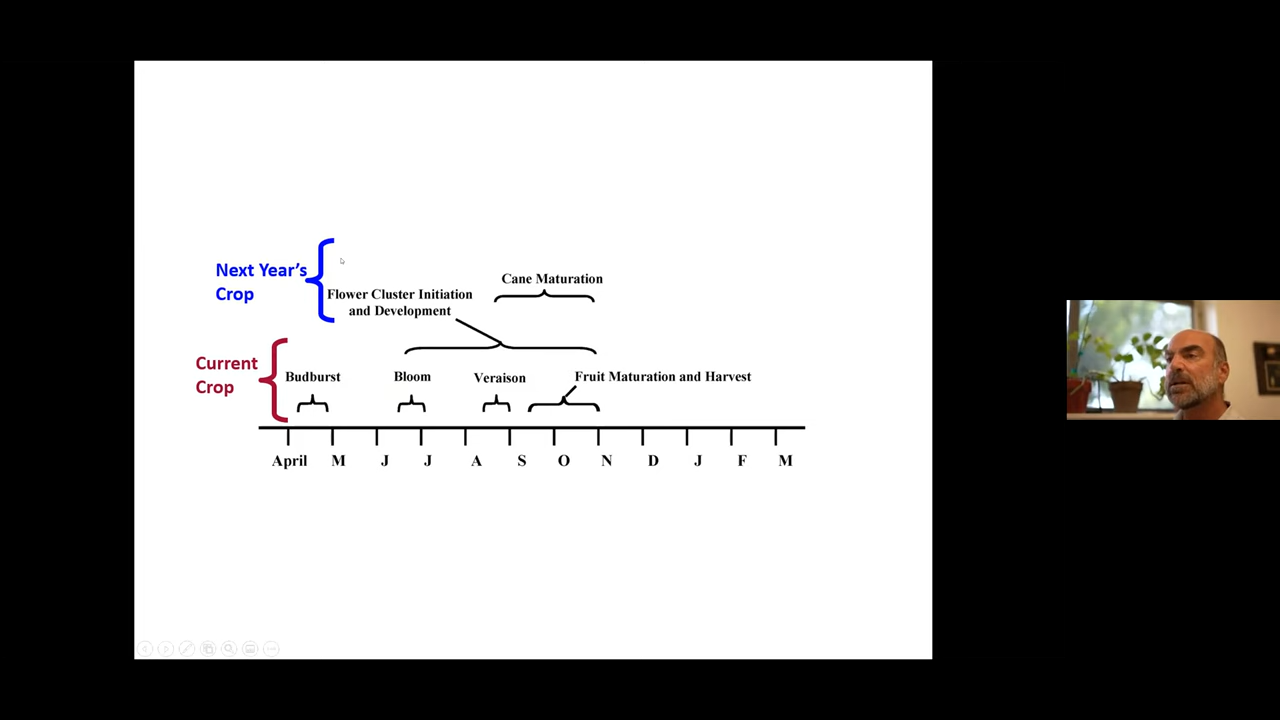 Next Year's
Crop
Cane Maturation
Flower Cluster Initiation
and Development
Current
Crop
Budburst
Bloom
Veraison
Fruit Maturation and Harvest
April M J J A S O N D J F M